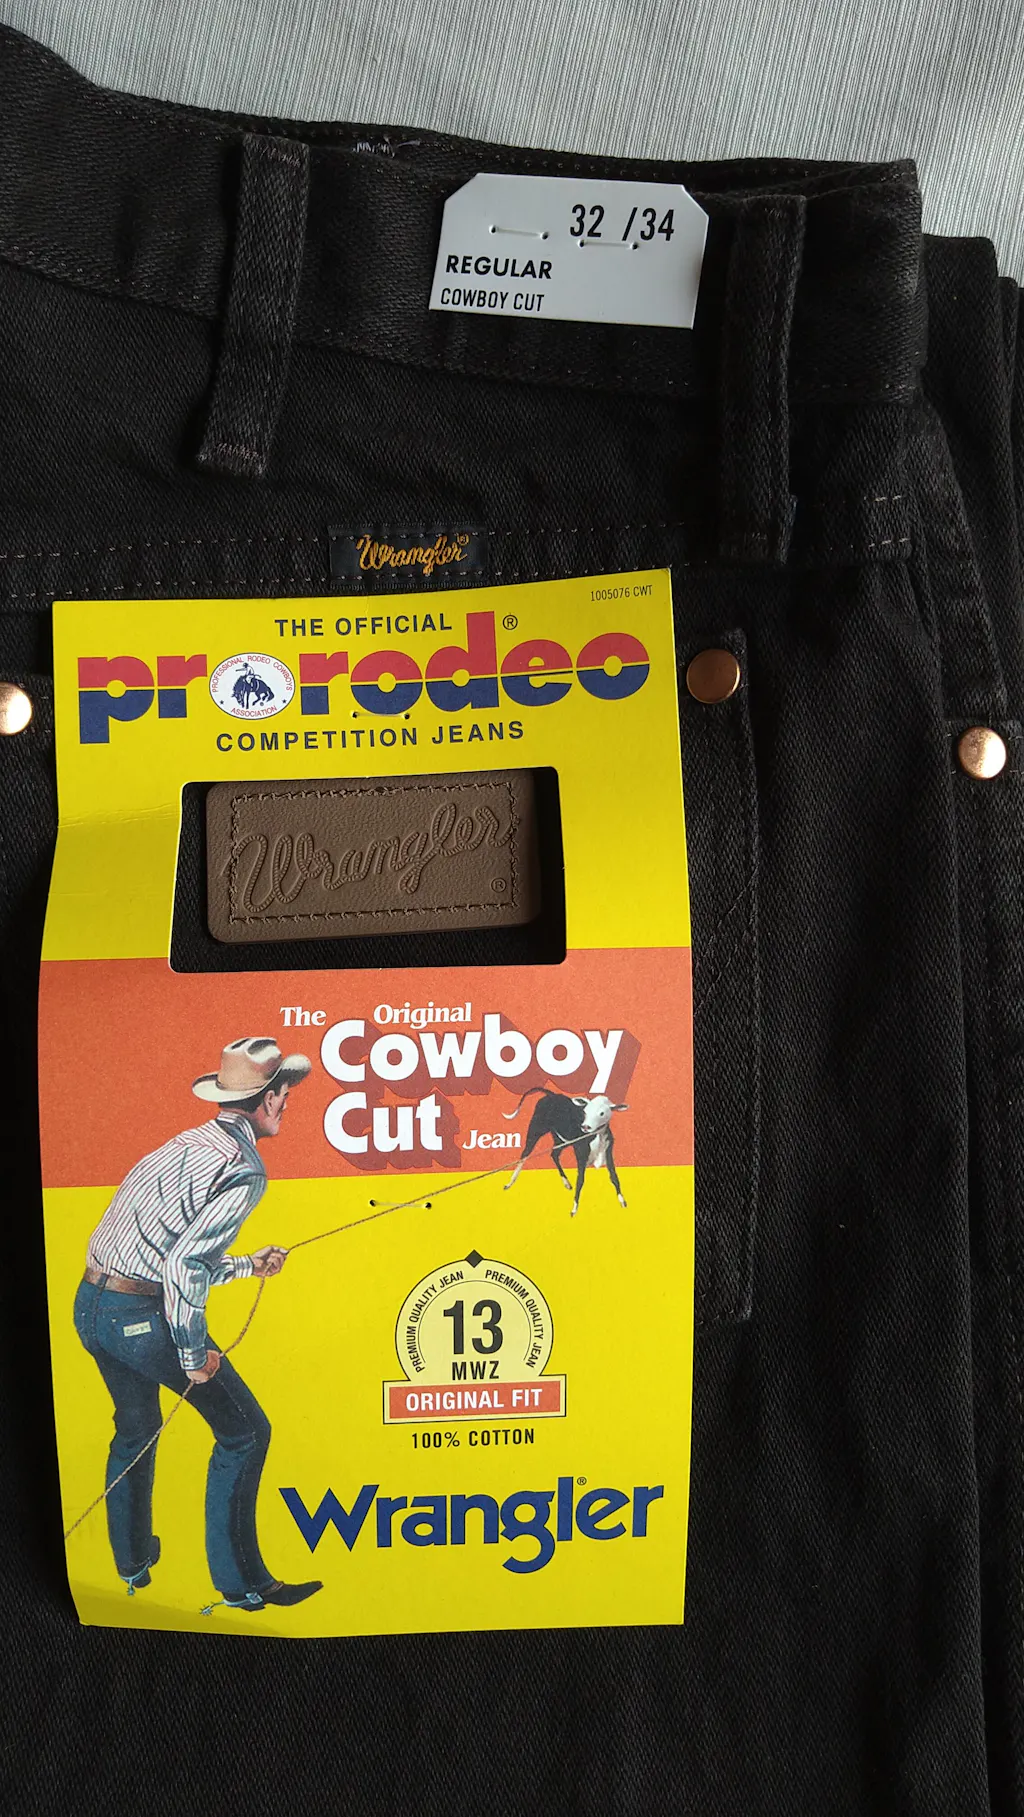 32 /34
REGULAR
COWBOY CUT
Wrangler®
1005076 CWT
THE OFFICIAL
prorodeo®
PROFESSIONAL RODEO COWBOYS
ASSOCIATION
COMPETITION JEANS
Wrangler
®
The Original
Cowboy
Cut Jean
PREMIUM QUALITY JEAN PREMIUM QUALITY JEAN
13
MWZ
ORIGINAL FIT
100% COTTON
Wrangler®